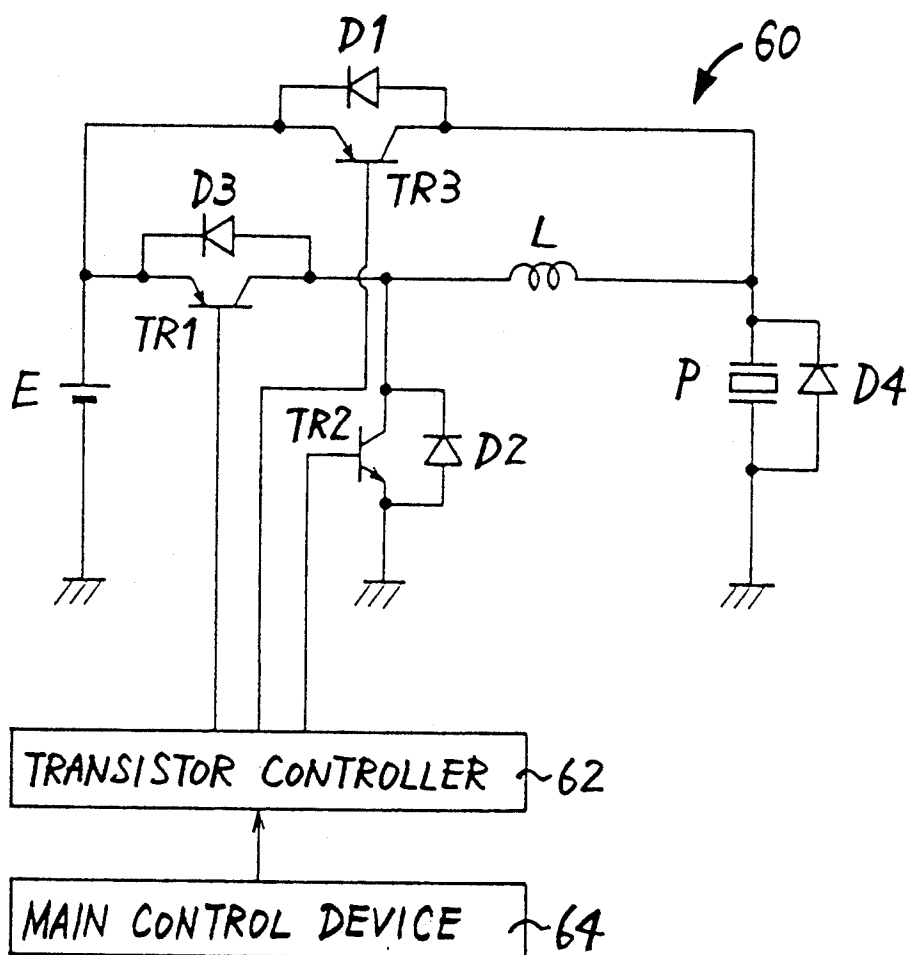 D1
60
TR3
D3
L
TR1
E
P
D4
TR2
D2
TRANSISTOR CONTROLLER
62
MAIN CONTROL DEVICE
64